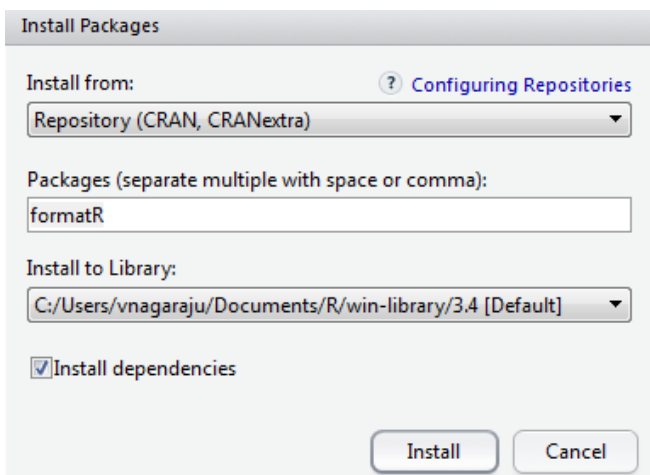 Install Packages
Install from:
? Configuring Repositories
Repository (CRAN, CRANextra)
Packages (separate multiple with space or comma):
formatR
Install to Library:
C:/Users/vnagaraju/Documents/R/win-library/3.4 [Default]
Install dependencies
Install
Cancel